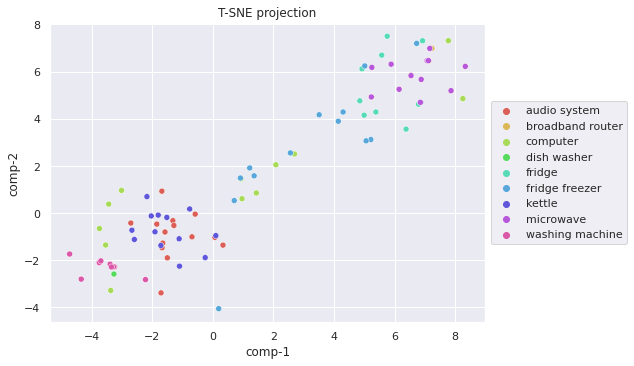 T-SNE projection
8
6
4
2
0
−2
−4
comp-2
−4
−2
0
2
4
6
8
comp-1
audio system
broadband router
computer
dish washer
fridge
fridge freezer
kettle
microwave
washing machine